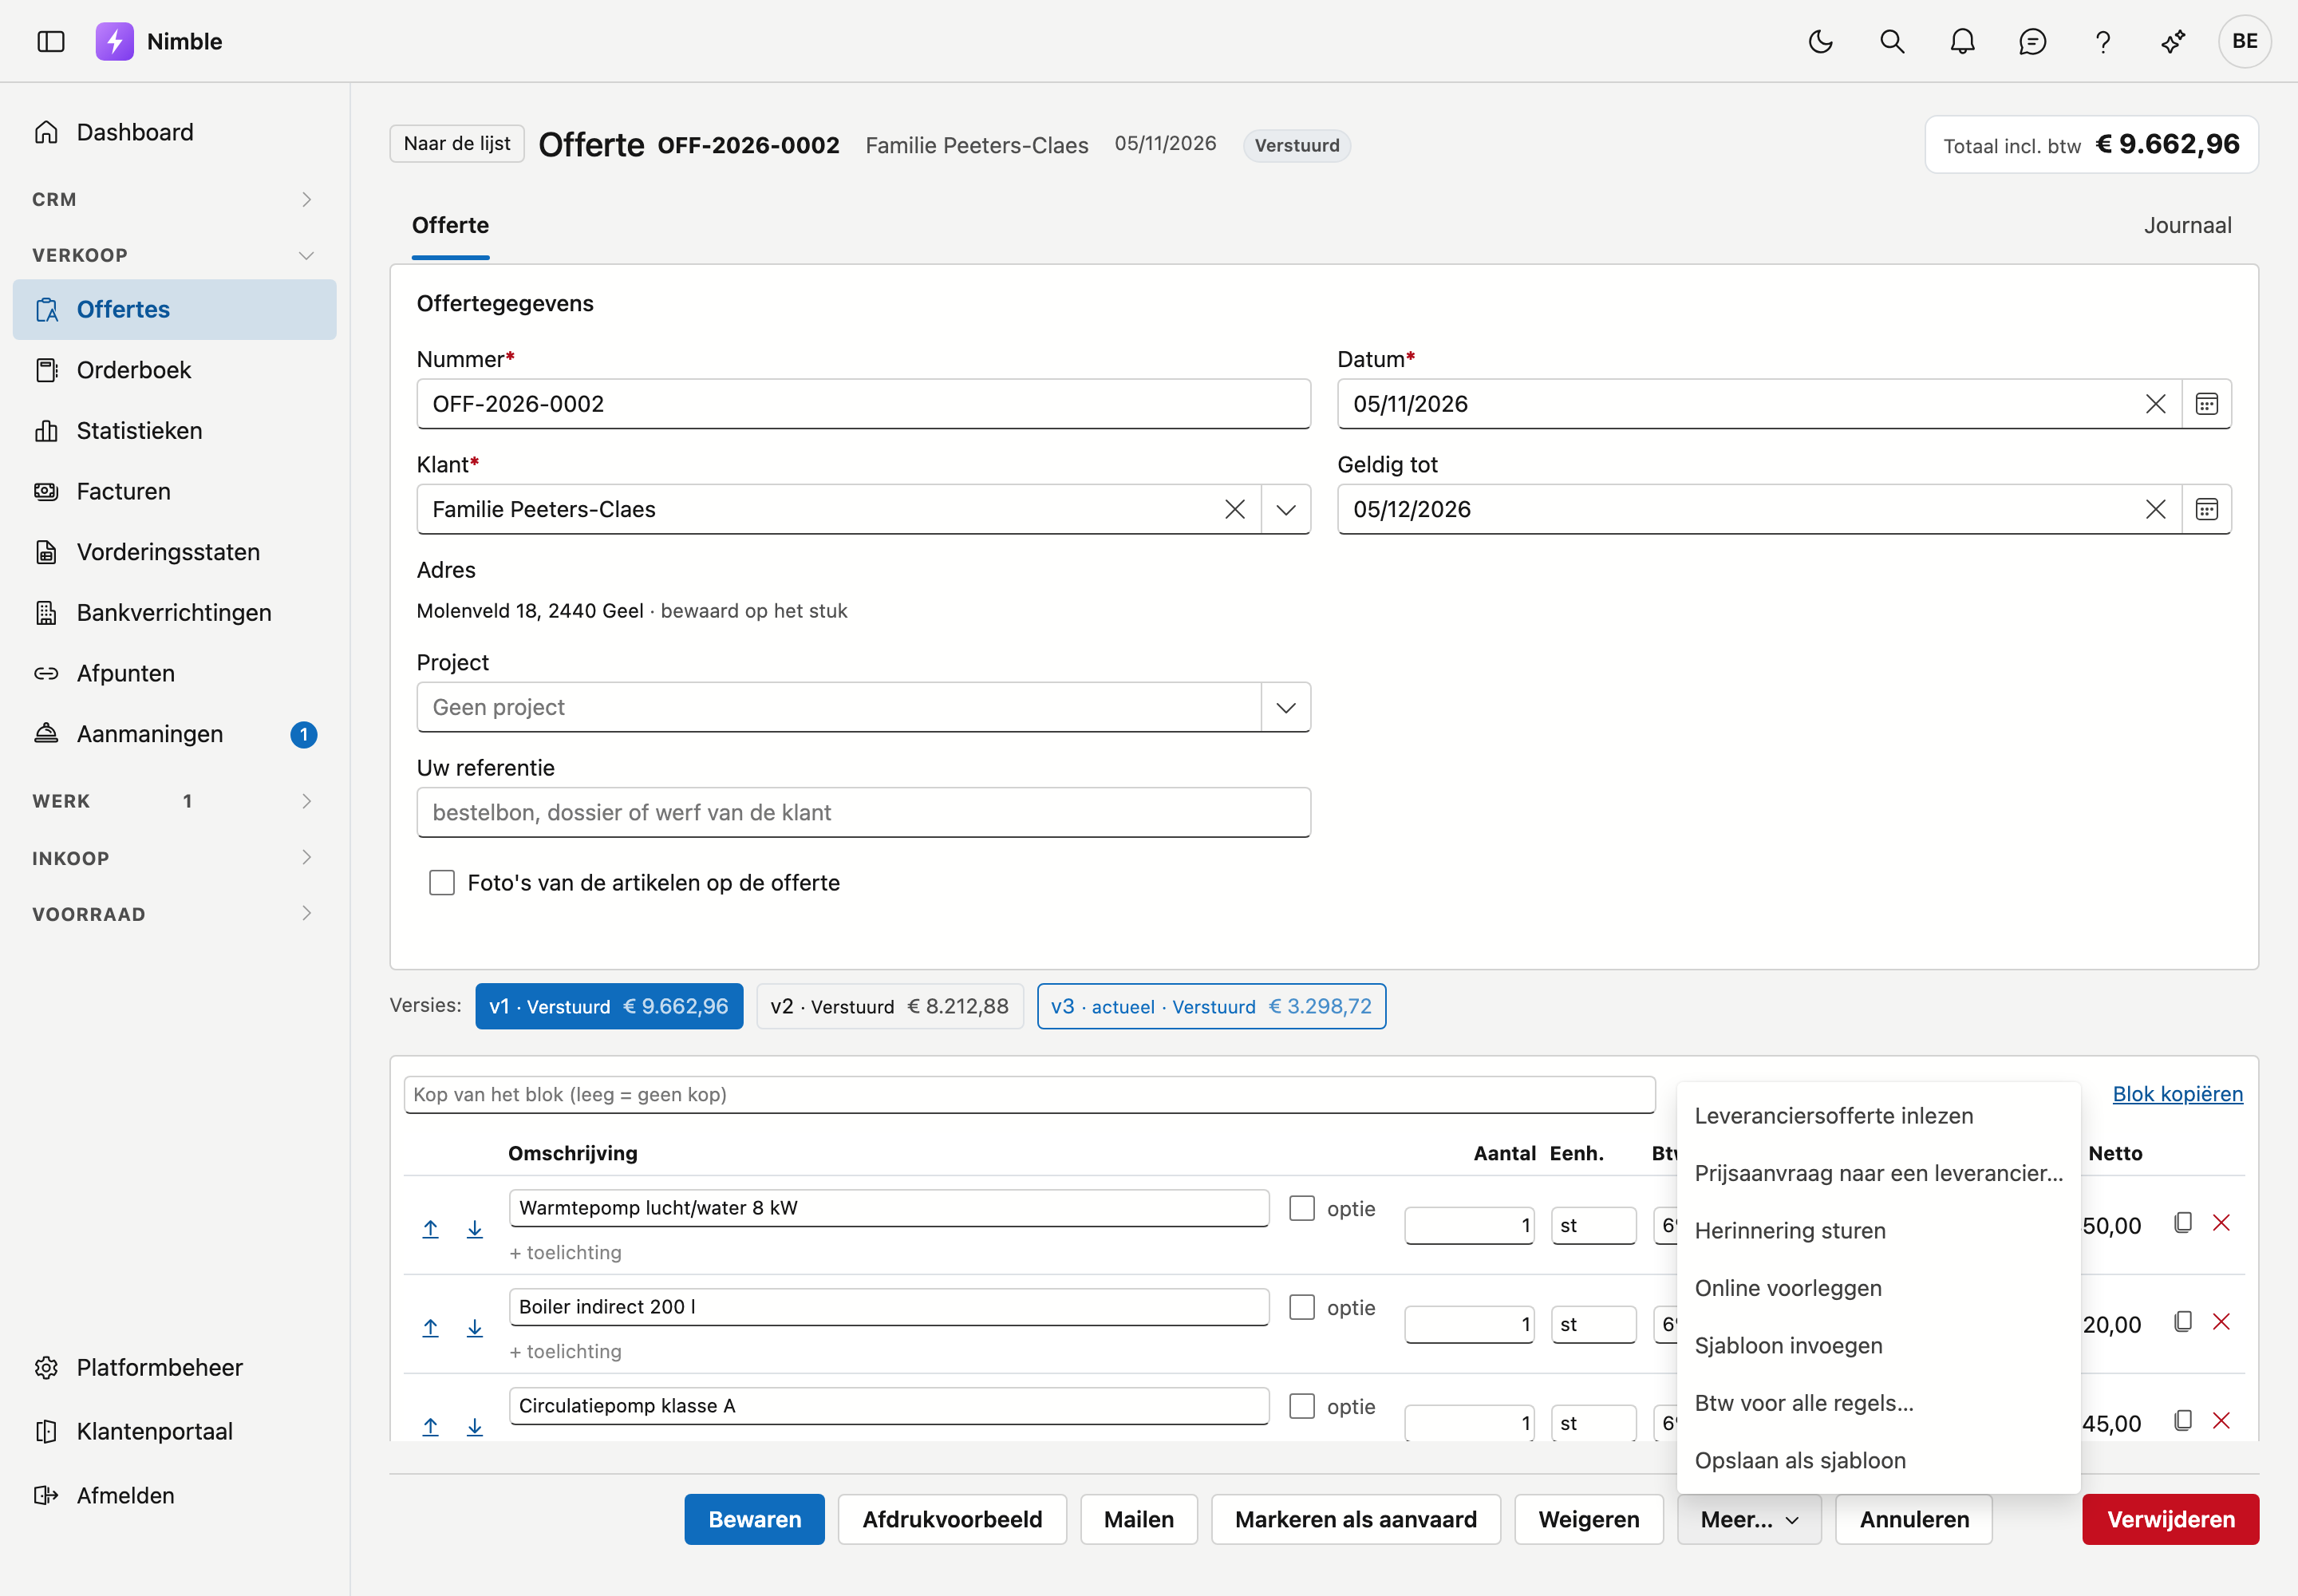 Nimble
BE
Dashboard
CRM
VERKOOP
Offertes
Orderboek
Statistieken
Facturen
Vorderingsstaten
Bankverrichtingen
Afpunten
Aanmaningen 1
WERK 1
INKOOP
VOORRAAD
Platformbeheer
Klantenportaal
Afmelden
Naar de lijst Offerte OFF-2026-0002 Familie Peeters-Claes 05/11/2026 Verstuurd Totaal incl. btw € 9.662,96
Offerte Journaal
Offertegegevens
Nummer* Datum*
OFF-2026-0002 05/11/2026
Klant* Geldig tot
Familie Peeters-Claes 05/12/2026
Adres
Molenveld 18, 2440 Geel · bewaard op het stuk
Project
Geen project
Uw referentie
bestelbon, dossier of werf van de klant
Foto's van de artikelen op de offerte
Versies: v1 · Verstuurd € 9.662,96 v2 · Verstuurd € 8.212,88 v3 · actueel · Verstuurd € 3.298,72
Kop van het blok (leeg = geen kop) Blok kopiëren
Omschrijving Aantal Eenh. Netto
Warmtepomp lucht/water 8 kW optie 1 st 50,00
+ toelichting
Boiler indirect 200 l optie 1 st 20,00
+ toelichting
Circulatiepomp klasse A optie 1 st 45,00
Leveranciersofferte inlezen
Prijsaanvraag naar een leverancier...
Herinnering sturen
Online voorleggen
Sjabloon invoegen
Btw voor alle regels...
Opslaan als sjabloon
Bewaren Afdrukvoorbeeld Mailen Markeren als aanvaard Weigeren Meer... Annuleren Verwijderen